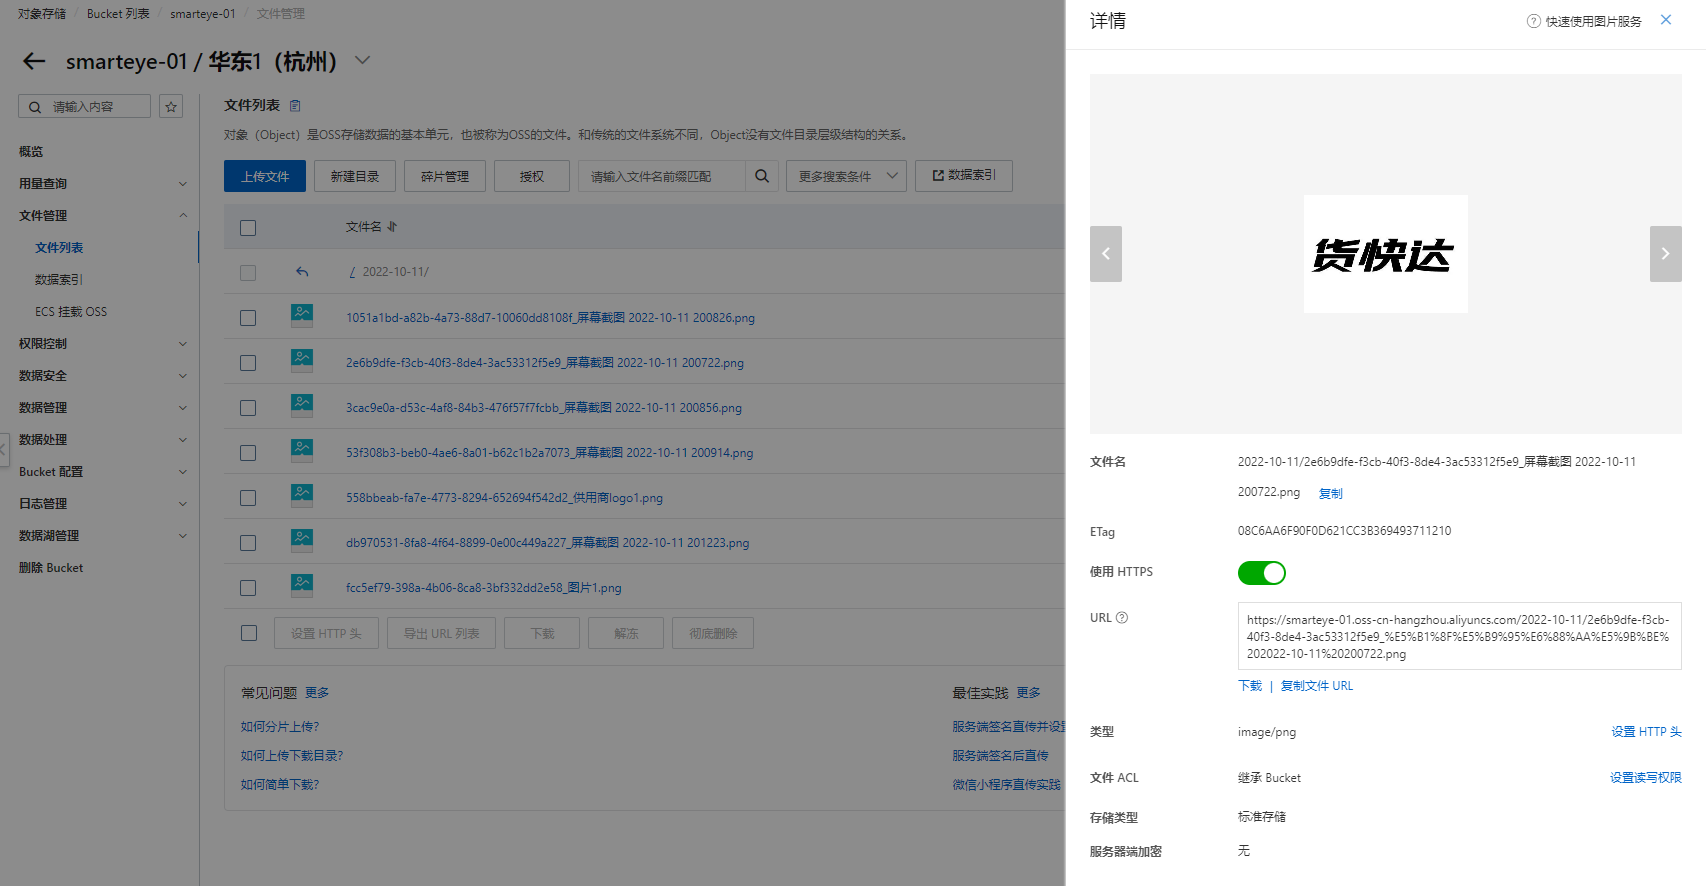 对象存储 / Bucket 列表 / smarteye-01 / 文件管理
smarteye-01 / 华东1（杭州）
请输入内容
概览
用量查询
文件管理
文件列表
数据索引
ECS 挂载 OSS
权限控制
数据安全
数据管理
数据处理
Bucket 配置
日志管理
数据湖管理
删除 Bucket
文件列表
对象（Object）是OSS存储数据的基本单元，也被称为OSS的文件。和传统的文件系统不同，Object没有文件目录层级结构的关系。
上传文件 新建目录 碎片管理 授权 请输入文件名前缀匹配 更多搜索条件 数据索引
文件名
/ 2022-10-11/
1051a1bd-a82b-4a73-88d7-10060dd8108f_屏幕截图 2022-10-11 200826.png
2e6b9dfe-f3cb-40f3-8de4-3ac53312f5e9_屏幕截图 2022-10-11 200722.png
3cac9e0a-d53c-4af8-84b3-476f57f7fcbb_屏幕截图 2022-10-11 200856.png
53f308b3-beb0-4ae6-8a01-b62c1b2a7073_屏幕截图 2022-10-11 200914.png
558bbeab-fa7e-4773-8294-652694f542d2_供用商logo1.png
db970531-8fa8-4f64-8899-0e00c449a227_屏幕截图 2022-10-11 201223.png
fcc5ef79-398a-4b06-8ca8-3bf332dd2e58_图片1.png
设置 HTTP 头 导出 URL 列表 下载 解冻 彻底删除
常见问题 更多
如何分片上传?
如何上传下载目录?
如何简单下载?
最佳实践 更多
服务端签名直传并设置
服务端签名后直传
微信小程序直传实践
详情
快速使用图片服务
货快达
文件名 2022-10-11/2e6b9dfe-f3cb-40f3-8de4-3ac53312f5e9_屏幕截图 2022-10-11
200722.png 复制
ETag 08C6AA6F90F0D621CC3B369493711210
使用 HTTPS
URL
https://smarteye-01.oss-cn-hangzhou.aliyuncs.com/2022-10-11/2e6b9dfe-f3cb-
40f3-8de4-3ac53312f5e9_%E5%B1%8F%E5%B9%95%E6%88%AA%E5%9B%BE%
202022-10-11%20200722.png
下载 | 复制文件 URL
类型 image/png 设置 HTTP 头
文件 ACL 继承 Bucket 设置读写权限
存储类型 标准存储
服务器端加密 无